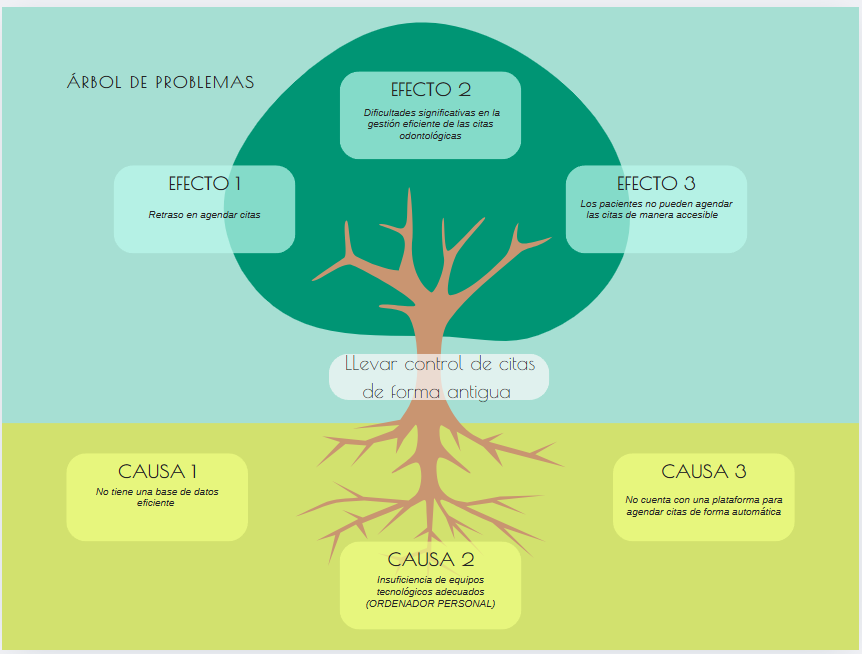 ÁRBOL DE PROBLEMAS
EFECTO 2
Dificultades significativas en la
gestión eficiente de las citas
odontológicas
EFECTO 1
Retraso en agendar citas
EFECTO 3
Los pacientes no pueden agendar
las citas de manera accesible
LLevar control de citas
de forma antigua
CAUSA 1
No tiene una base de datos
eficiente
CAUSA 3
No cuenta con una plataforma para
agendar citas de forma automática
CAUSA 2
Insuficiencia de equipos
tecnológicos adecuados
(ORDENADOR PERSONAL)